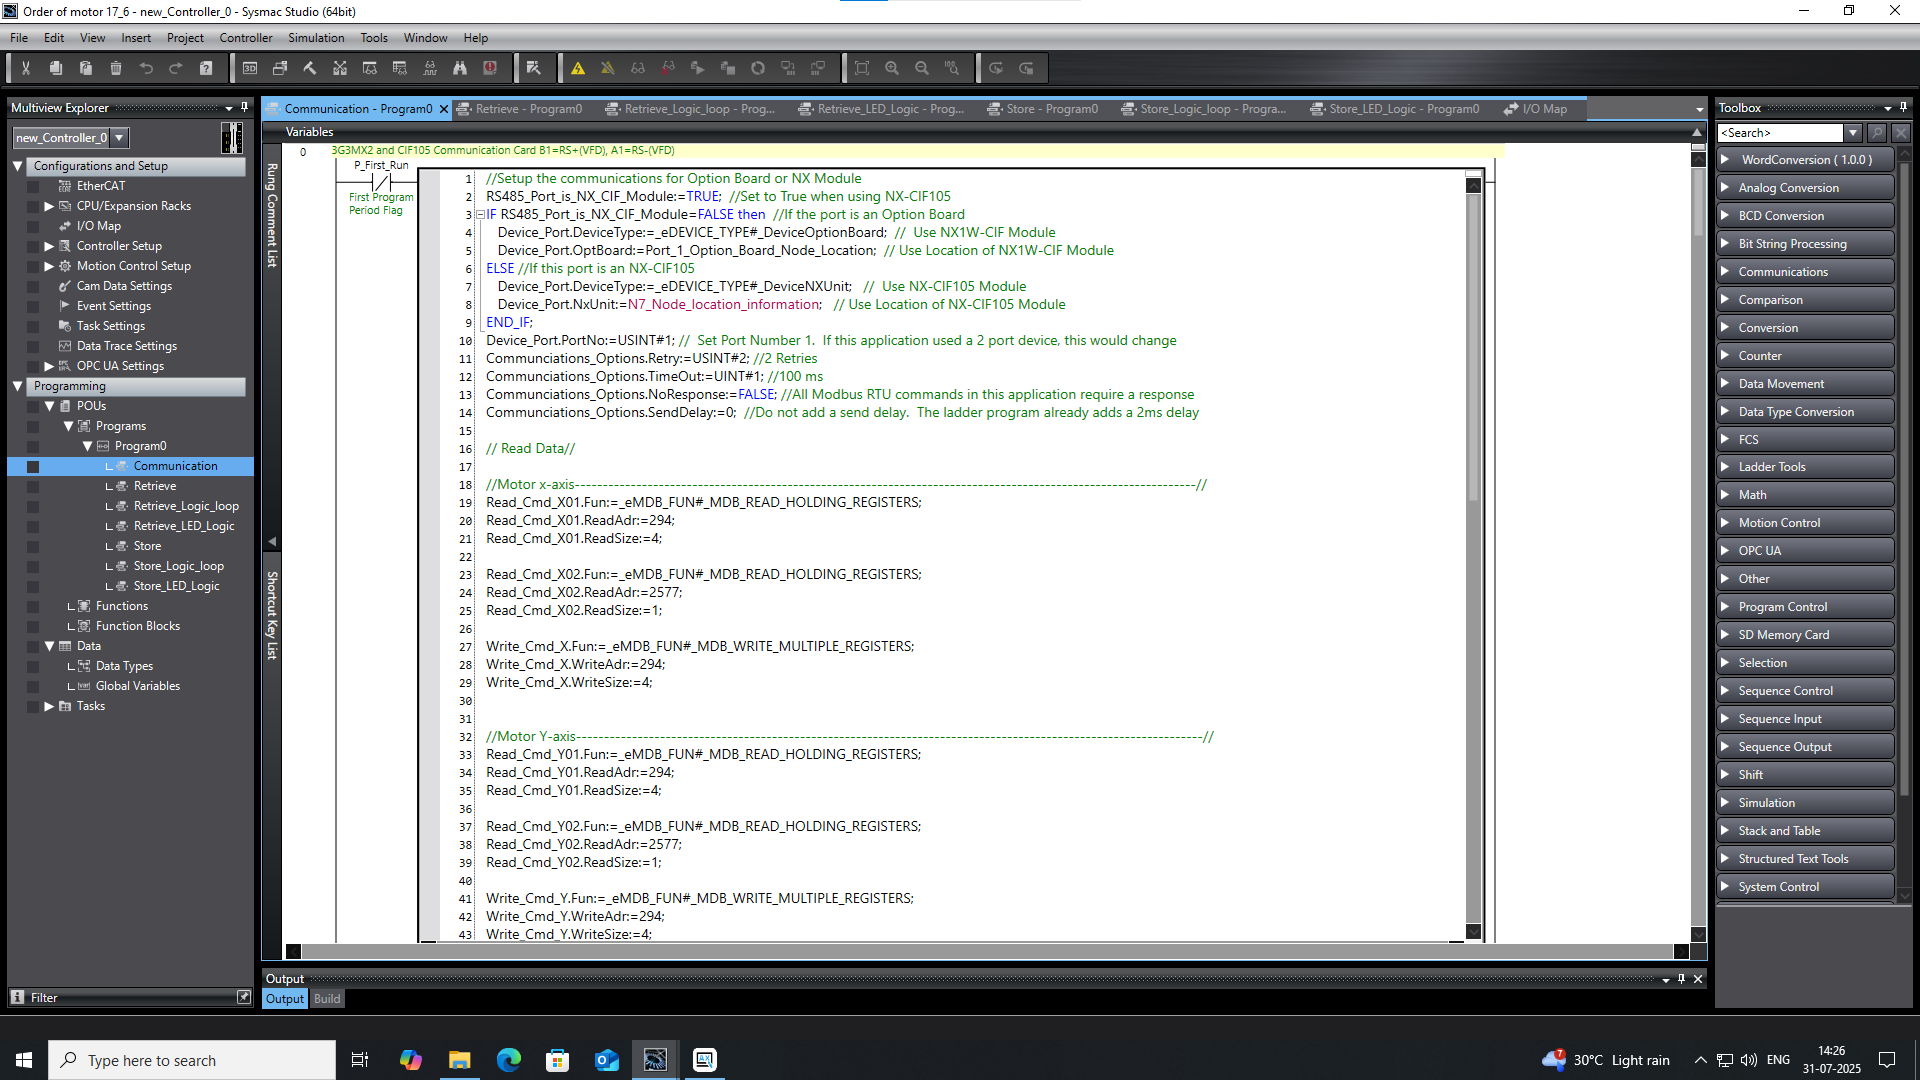 Order of motor 17_6 - new_Controller_0 - Sysmac Studio (64bit)
File Edit View Insert Project Controller Simulation Tools Window Help
Multiview Explorer
new_Controller_0
Configurations and Setup
EtherCAT
CPU/Expansion Racks
I/O Map
Controller Setup
Motion Control Setup
Cam Data Settings
Event Settings
Task Settings
Data Trace Settings
OPC UA Settings
Programming
POUs
Programs
Program0
Communication
Retrieve
Retrieve_Logic_loop
Retrieve_LED_Logic
Store
Store_Logic_loop
Store_LED_Logic
Functions
Function Blocks
Data
Data Types
Global Variables
Tasks
Filter
Communication - Program0 Retrieve - Program0 Retrieve_Logic_loop - Prog... Retrieve_LED_Logic - Prog... Store - Program0 Store_Logic_loop - Progra... Store_LED_Logic - Program0 I/O Map
Variables
Rung Comment List
Shortcut Key List
0 3G3MX2 and CIF105 Communication Card B1=RS+(VFD), A1=RS-(VFD)
P_First_Run
First Program
Period Flag
1 //Setup the communications for Option Board or NX Module
2 RS485_Port_is_NX_CIF_Module:=TRUE; //Set to True when using NX-CIF105
3 IF RS485_Port_is_NX_CIF_Module=FALSE then //If the port is an Option Board
4 Device_Port.DeviceType:=_eDEVICE_TYPE#_DeviceOptionBoard; // Use NX1W-CIF Module
5 Device_Port.OptBoard:=Port_1_Option_Board_Node_Location; // Use Location of NX1W-CIF Module
6 ELSE //If this port is an NX-CIF105
7 Device_Port.DeviceType:=_eDEVICE_TYPE#_DeviceNXUnit; // Use NX-CIF105 Module
8 Device_Port.NxUnit:=N7_Node_location_information; // Use Location of NX-CIF105 Module
9 END_IF;
10 Device_Port.PortNo:=USINT#1; // Set Port Number 1. If this application used a 2 port device, this would change
11 Communciations_Options.Retry:=USINT#2; //2 Retries
12 Communciations_Options.TimeOut:=UINT#1; //100 ms
13 Communciations_Options.NoResponse:=FALSE; //All Modbus RTU commands in this application require a response
14 Communciations_Options.SendDelay:=0; //Do not add a send delay. The ladder program already adds a 2ms delay
15
16 // Read Data//
17
18 //Motor x-axis---------------------------------------------------------------------------------------------------------------//
19 Read_Cmd_X01.Fun:=_eMDB_FUN#_MDB_READ_HOLDING_REGISTERS;
20 Read_Cmd_X01.ReadAdr:=294;
21 Read_Cmd_X01.ReadSize:=4;
22
23 Read_Cmd_X02.Fun:=_eMDB_FUN#_MDB_READ_HOLDING_REGISTERS;
24 Read_Cmd_X02.ReadAdr:=2577;
25 Read_Cmd_X02.ReadSize:=1;
26
27 Write_Cmd_X.Fun:=_eMDB_FUN#_MDB_WRITE_MULTIPLE_REGISTERS;
28 Write_Cmd_X.WriteAdr:=294;
29 Write_Cmd_X.WriteSize:=4;
30
31
32 //Motor Y-axis----------------------------------------------------------------------------------------------------------------//
33 Read_Cmd_Y01.Fun:=_eMDB_FUN#_MDB_READ_HOLDING_REGISTERS;
34 Read_Cmd_Y01.ReadAdr:=294;
35 Read_Cmd_Y01.ReadSize:=4;
36
37 Read_Cmd_Y02.Fun:=_eMDB_FUN#_MDB_READ_HOLDING_REGISTERS;
38 Read_Cmd_Y02.ReadAdr:=2577;
39 Read_Cmd_Y02.ReadSize:=1;
40
41 Write_Cmd_Y.Fun:=_eMDB_FUN#_MDB_WRITE_MULTIPLE_REGISTERS;
42 Write_Cmd_Y.WriteAdr:=294;
43 Write_Cmd_Y.WriteSize:=4;
Output
Output Build
Toolbox
<Search>
WordConversion ( 1.0.0 )
Analog Conversion
BCD Conversion
Bit String Processing
Communications
Comparison
Conversion
Counter
Data Movement
Data Type Conversion
FCS
Ladder Tools
Math
Motion Control
OPC UA
Other
Program Control
SD Memory Card
Selection
Sequence Control
Sequence Input
Sequence Output
Shift
Simulation
Stack and Table
Structured Text Tools
System Control
Type here to search
7
30°C Light rain
ENG
14:26
31-07-2025